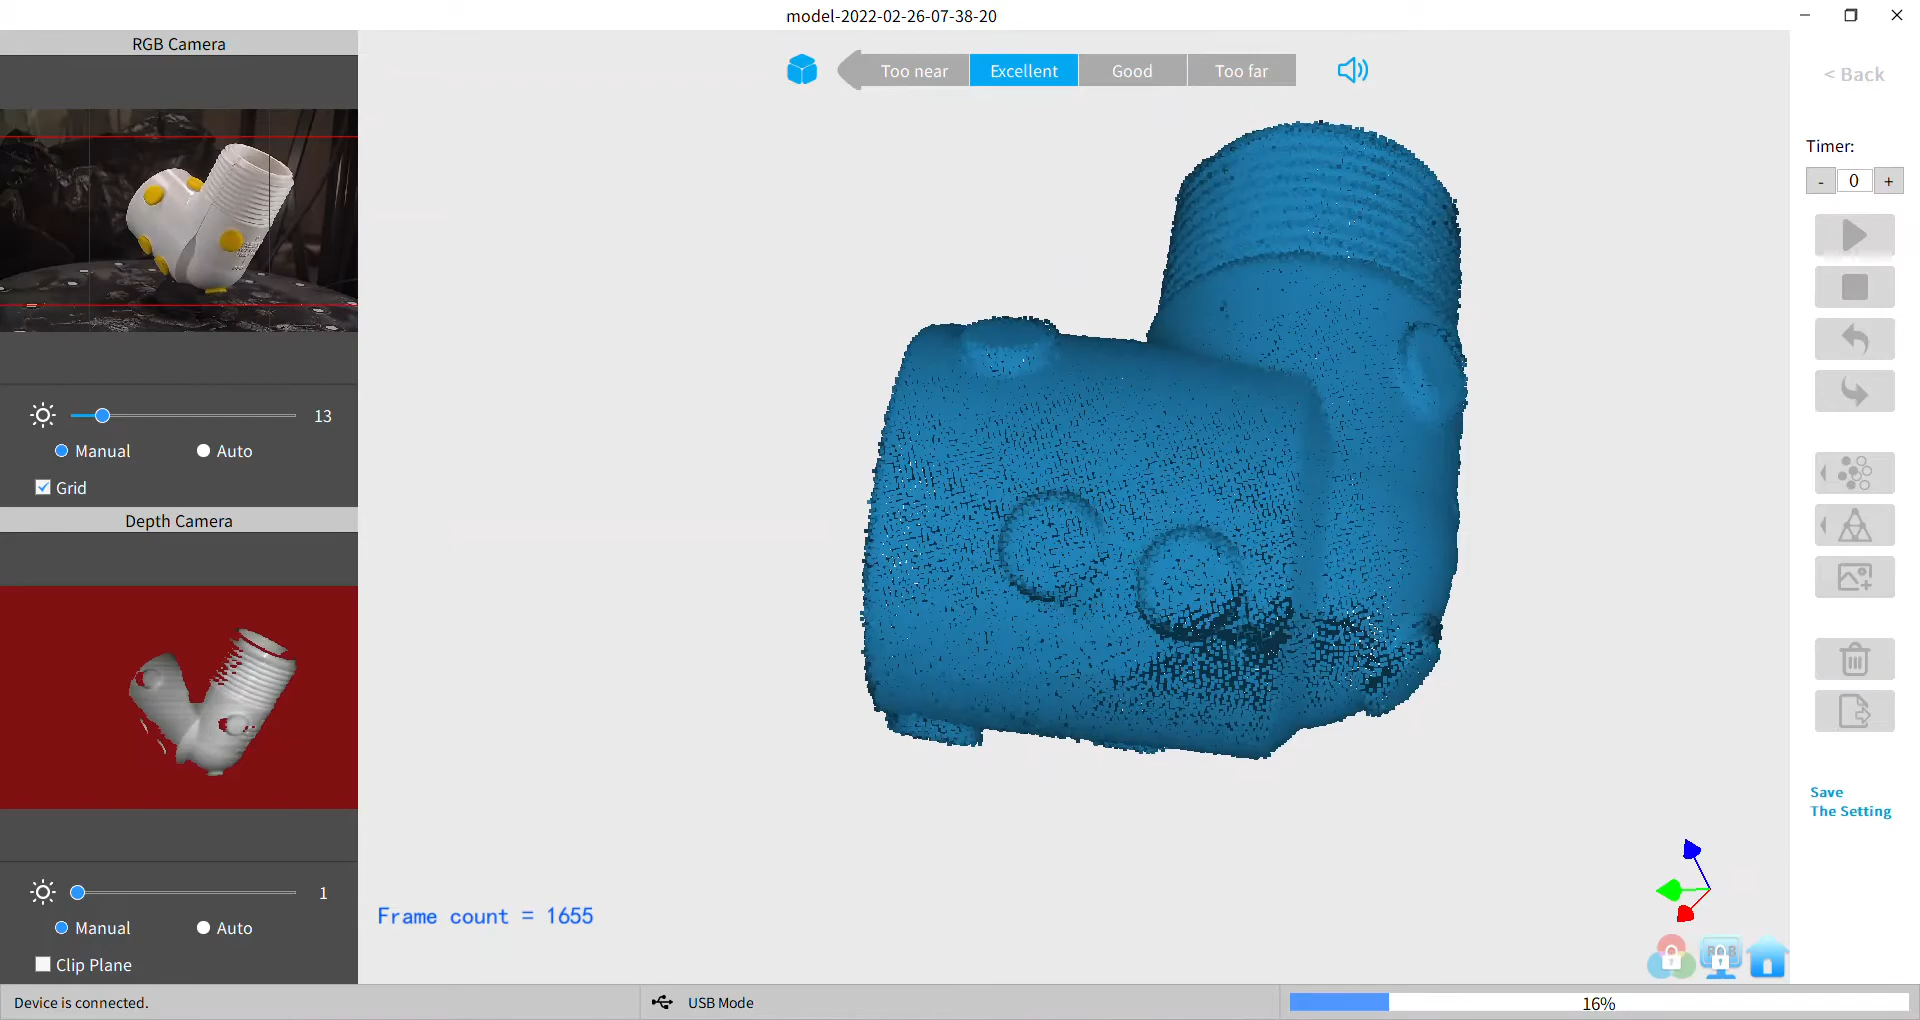 model-2022-02-26-07-38-20
RGB Camera
Too near
Excellent
Good
Too far
< Back
Timer:
- 0 +
13
Manual
Auto
Grid
Depth Camera
Save
The Setting
1
Manual
Auto
Clip Plane
Frame count = 1655
RGB
Device is connected.
USB Mode
16%